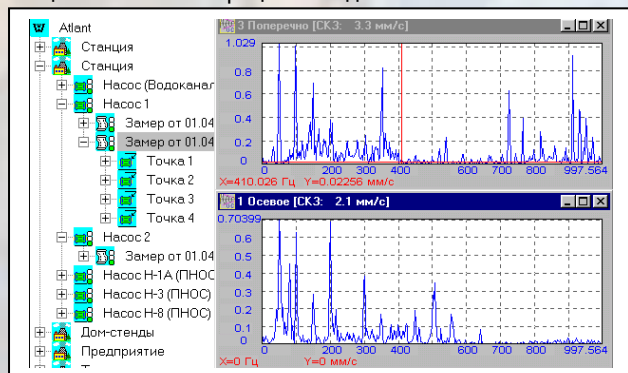 Atlant
Станция
Станция
Насос (Водоканал
Насос 1
Замер от 01.04
Замер от 01.04
Точка 1
Точка 2
Точка 3
Точка 4
Насос 2
Замер от 01.04
Насос Н-1А (ПНОС
Насос Н-3 (ПНОС)
Насос Н-8 (ПНОС)
Дом-стенды
Предприятие
3 Поперечно [СКЗ: 3.3 мм/с]
1.029
0.8
0.6
0.4
0.2
0
0 200 400 600 700 800 997.564
X=410.026 Гц Y=0.02256 мм/с
1 Осевое [СКЗ: 2.1 мм/с]
0.70399
0.6
0.5
0.4
0.3
0.2
0.1
0
0 100 200 300 400 500 600 700 800 997.564
X=0 Гц Y=0 мм/с